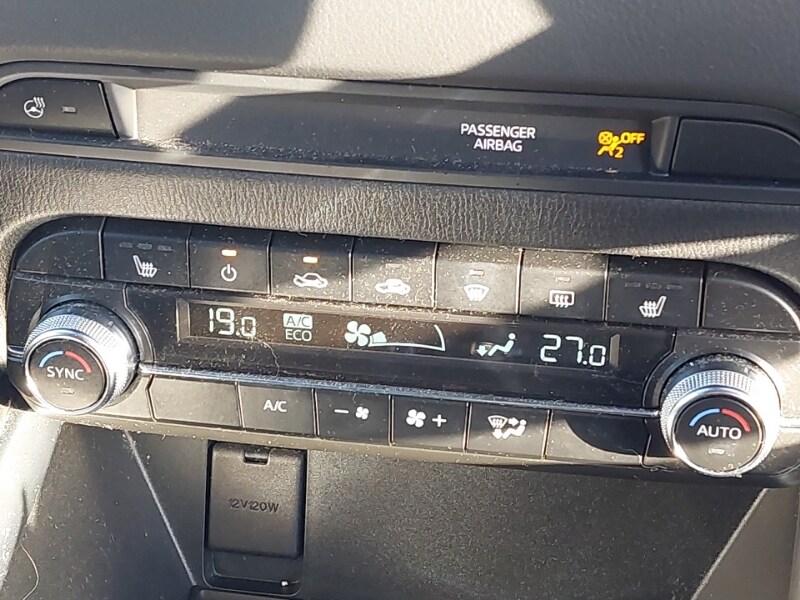 PASSENGER
AIRBAG
OFF
2
19.0
A/C
ECO
27.0
SYNC
A/C
- +
AUTO
12V120W